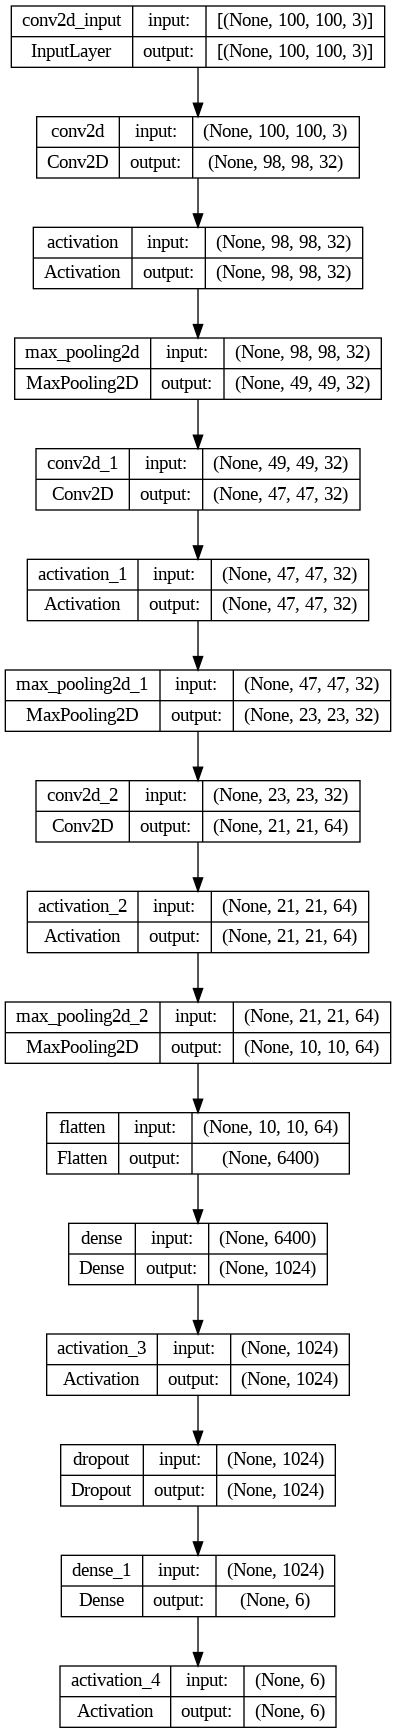 conv2d_input input: [(None, 100, 100, 3)]
InputLayer output: [(None, 100, 100, 3)]
conv2d input: (None, 100, 100, 3)
Conv2D output: (None, 98, 98, 32)
activation input: (None, 98, 98, 32)
Activation output: (None, 98, 98, 32)
max_pooling2d input: (None, 98, 98, 32)
MaxPooling2D output: (None, 49, 49, 32)
conv2d_1 input: (None, 49, 49, 32)
Conv2D output: (None, 47, 47, 32)
activation_1 input: (None, 47, 47, 32)
Activation output: (None, 47, 47, 32)
max_pooling2d_1 input: (None, 47, 47, 32)
MaxPooling2D output: (None, 23, 23, 32)
conv2d_2 input: (None, 23, 23, 32)
Conv2D output: (None, 21, 21, 64)
activation_2 input: (None, 21, 21, 64)
Activation output: (None, 21, 21, 64)
max_pooling2d_2 input: (None, 21, 21, 64)
MaxPooling2D output: (None, 10, 10, 64)
flatten input: (None, 10, 10, 64)
Flatten output: (None, 6400)
dense input: (None, 6400)
Dense output: (None, 1024)
activation_3 input: (None, 1024)
Activation output: (None, 1024)
dropout input: (None, 1024)
Dropout output: (None, 1024)
dense_1 input: (None, 1024)
Dense output: (None, 6)
activation_4 input: (None, 6)
Activation output: (None, 6)